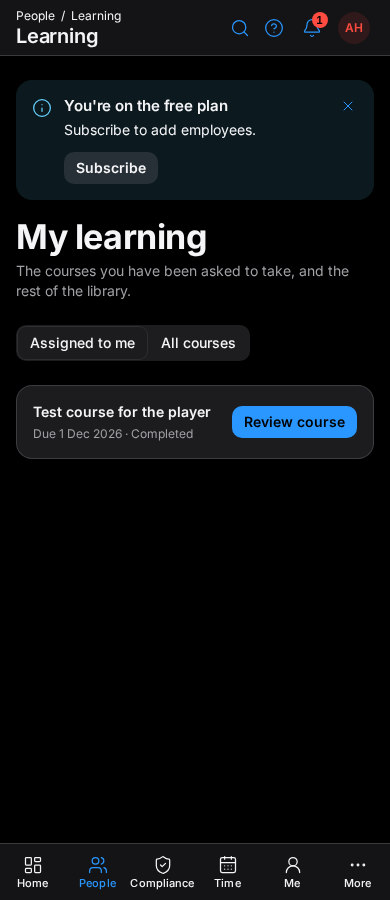 People / Learning
Learning
1
AH
You're on the free plan
Subscribe to add employees.
Subscribe
My learning
The courses you have been asked to take, and the
rest of the library.
Assigned to me
All courses
Test course for the player
Due 1 Dec 2026 · Completed
Review course
Home
People
Compliance
Time
Me
More